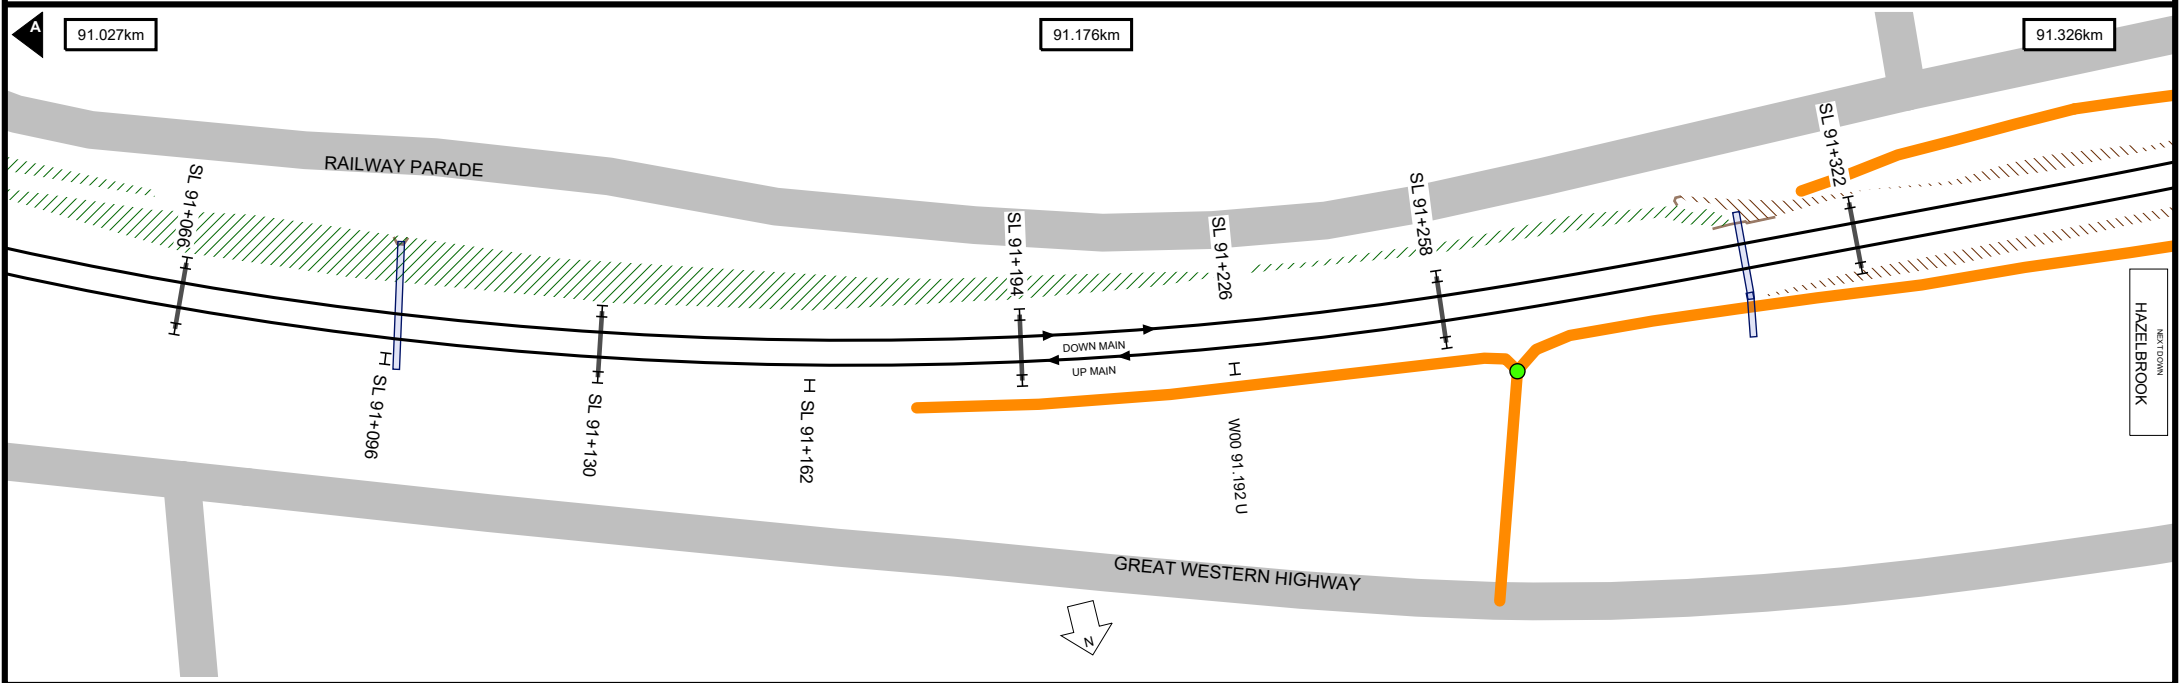 A
91.027km
91.176km
91.326km
RAILWAY PARADE
SL 91+066
SL 91+194
SL 91+226
SL 91+258
SL 91+322
DOWN MAIN
UP MAIN
SL 91+096
SL 91+130
SL 91+162
W00 91.192 U
NEXT DOWN
HAZELBROOK
GREAT WESTERN HIGHWAY
N